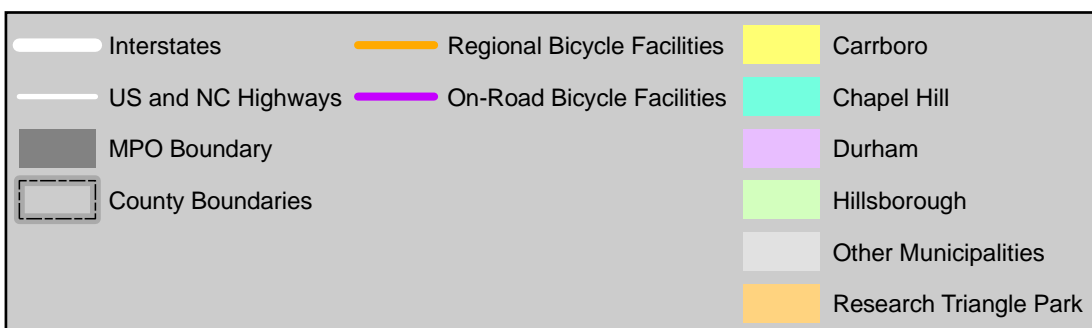 Interstates
US and NC Highways
MPO Boundary
County Boundaries
Regional Bicycle Facilities
On-Road Bicycle Facilities
Carrboro
Chapel Hill
Durham
Hillsborough
Other Municipalities
Research Triangle Park